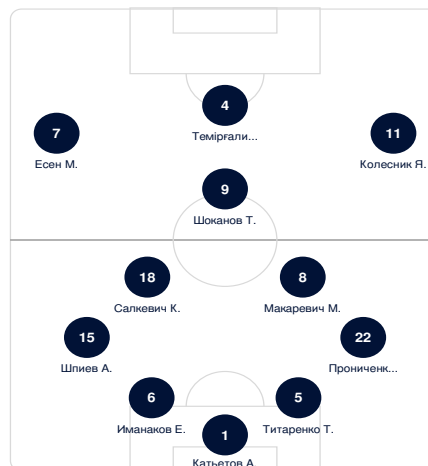 4
Темірғали...
7
Есен М.
11
Колесник Я.
9
Шоканов Т.
18
Салкевич К.
8
Макаревич М.
15
Шпиев А.
22
Прониченк...
6
Иманаков Е.
5
Титаренко Т.
1
Катьетов А.